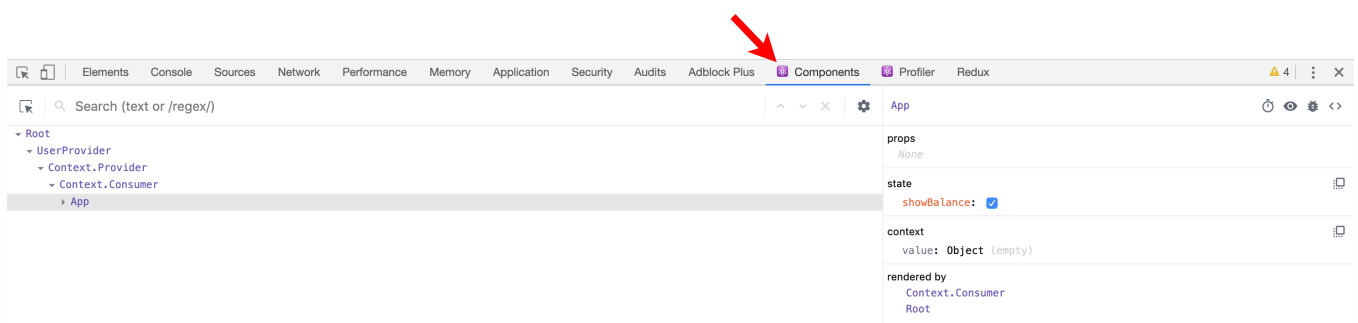 Elements Console Sources Network Performance Memory Application Security Audits Adblock Plus Components Profiler Redux 4
Search (text or /regex/)
Root
UserProvider
Context.Provider
Context.Consumer
App
App
props
None
state
showBalance:
context
value: Object (empty)
rendered by
Context.Consumer
Root